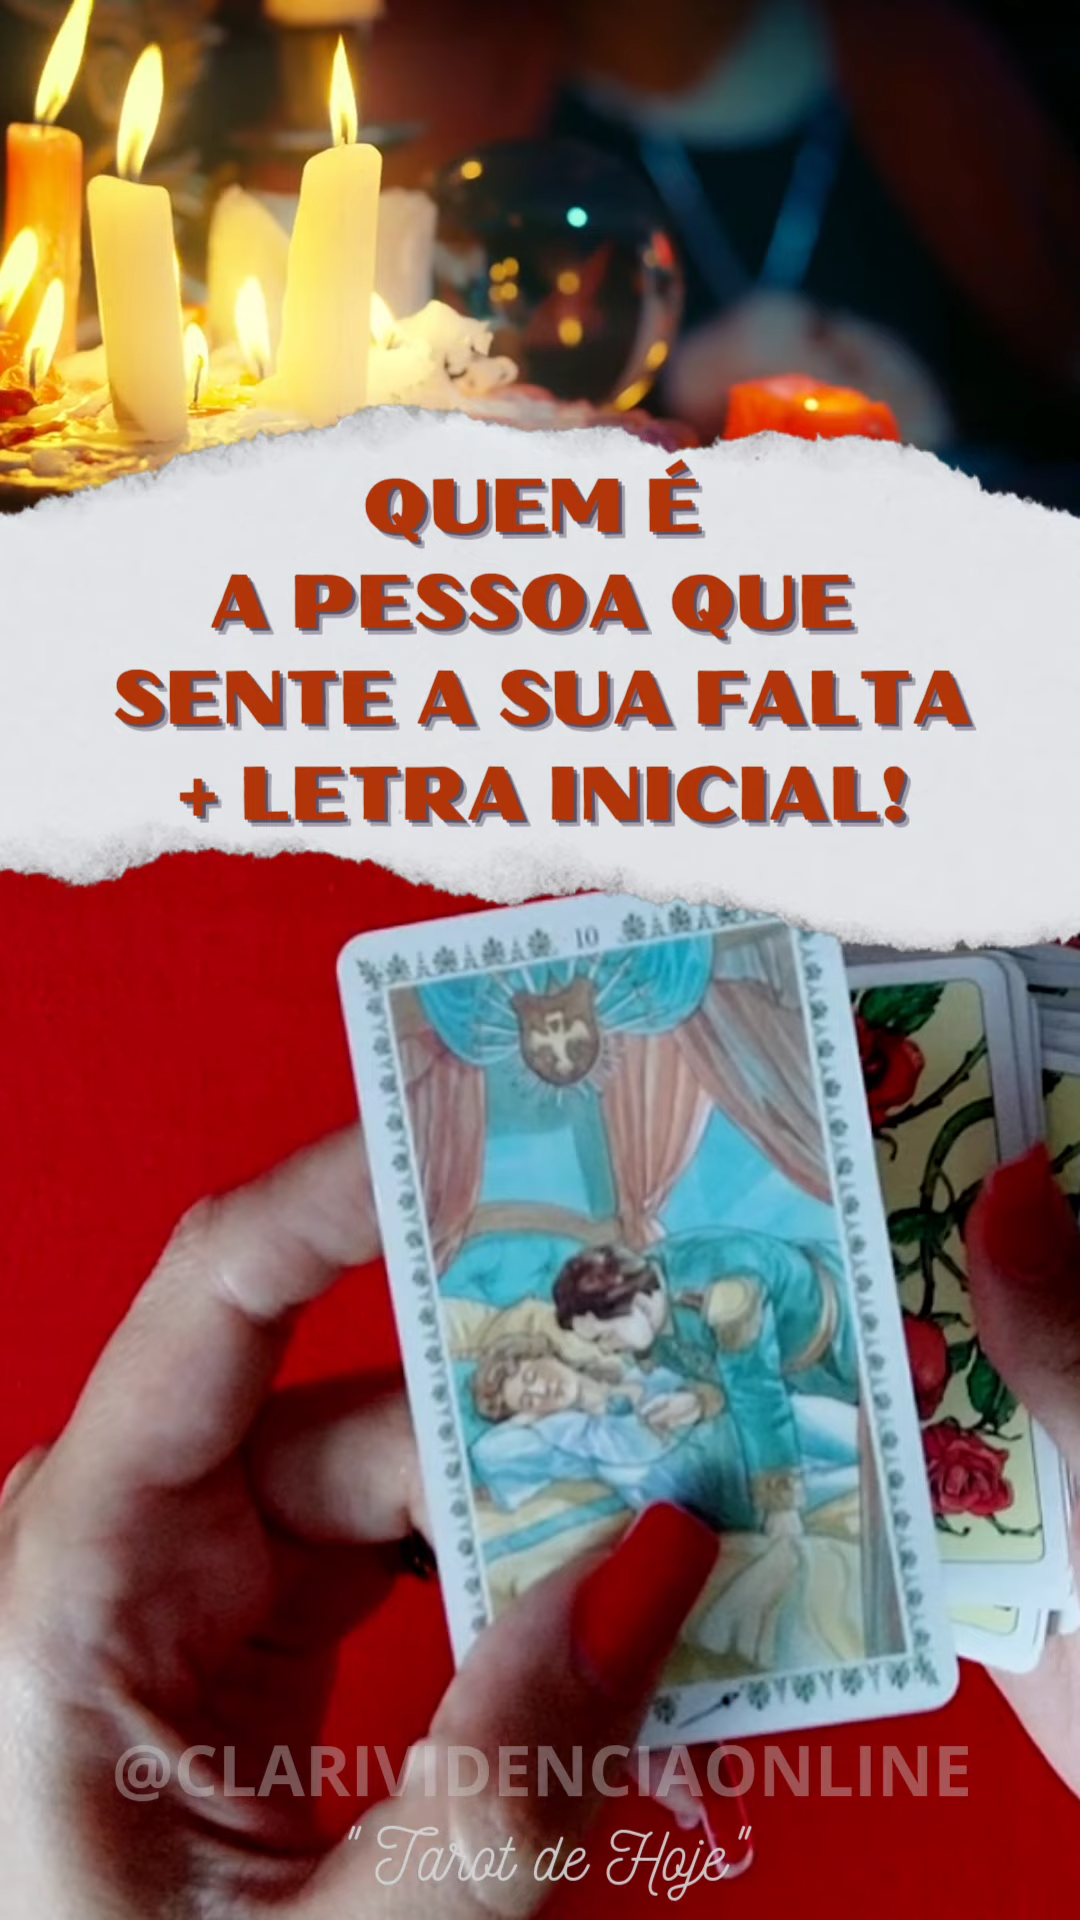 QUEM É
A PESSOA QUE
SENTE A SUA FALTA
+ LETRA INICIAL!
10
@CLARIVIDENCIAONLINE
"Tarot de Hoje"